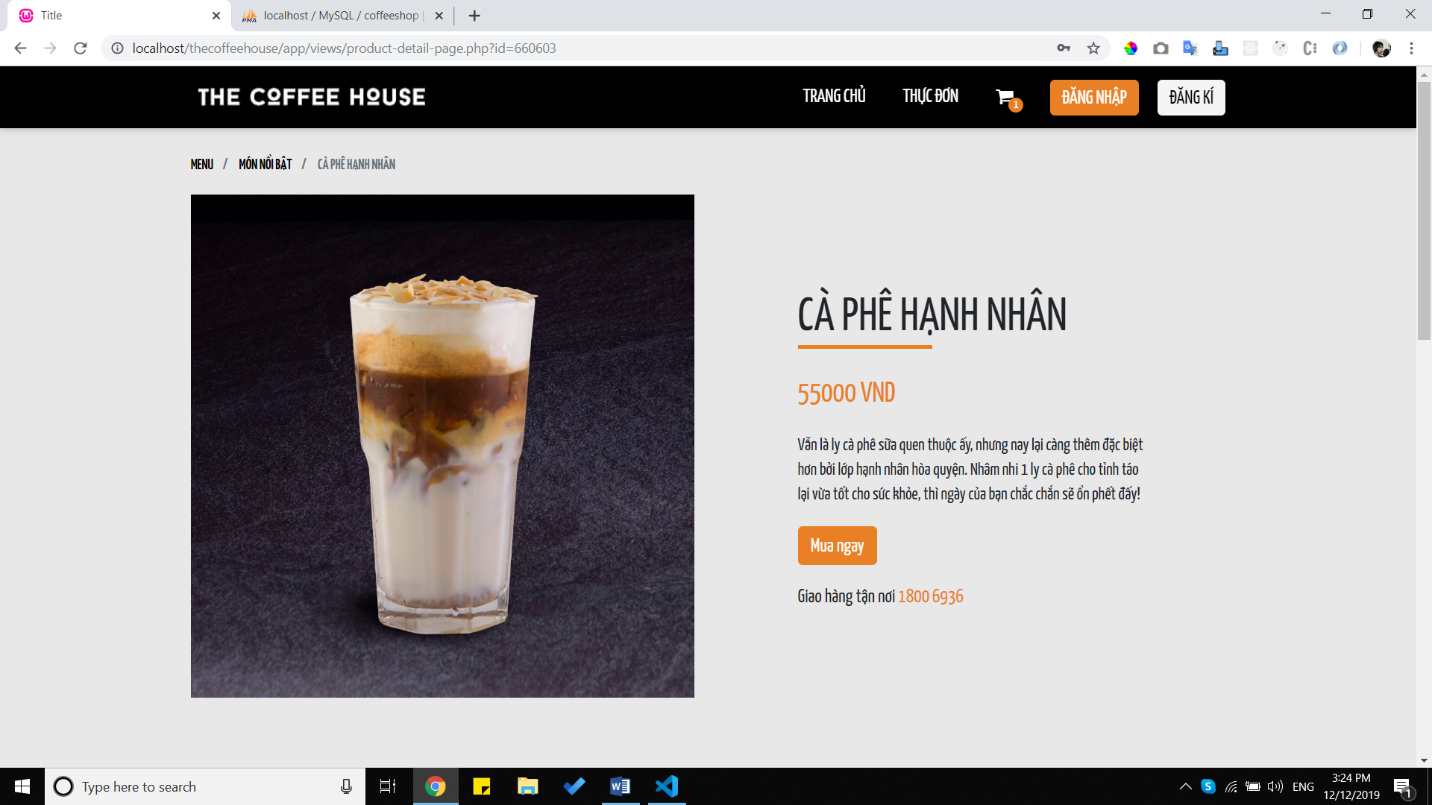 Title
localhost / MySQL / coffeeshop |
localhost/thecoffeehouse/app/views/product-detail-page.php?id=660603
THE COFFEE HOUSE
TRANG CHỦ
THỰC ĐƠN
1
ĐĂNG NHẬP
ĐĂNG KÍ
MENU / MÓN NỔI BẬT / CÀ PHÊ HẠNH NHÂN
CÀ PHÊ HẠNH NHÂN
55000 VND
Vẫn là ly cà phê sữa quen thuộc ấy, nhưng nay lại càng thêm đặc biệt
hơn bởi lớp hạnh nhân hòa quyện. Nhâm nhi 1 ly cà phê cho tỉnh táo
lại vừa tốt cho sức khỏe, thì ngày của bạn chắc chắn sẽ ổn phết đấy!
Mua ngay
Giao hàng tận nơi 1800 6936
Type here to search
ENG
3:24 PM
12/12/2019
1